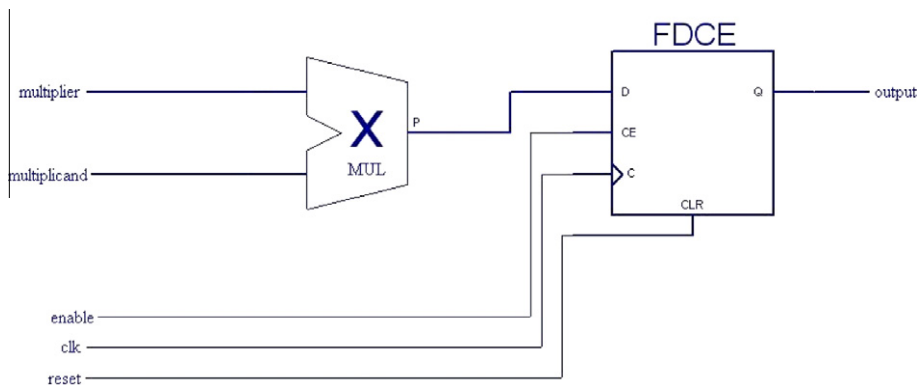 FDCE
multiplier
D
Q
output
P
X
CE
MUL
multiplicand
C
CLR
enable
clk
reset